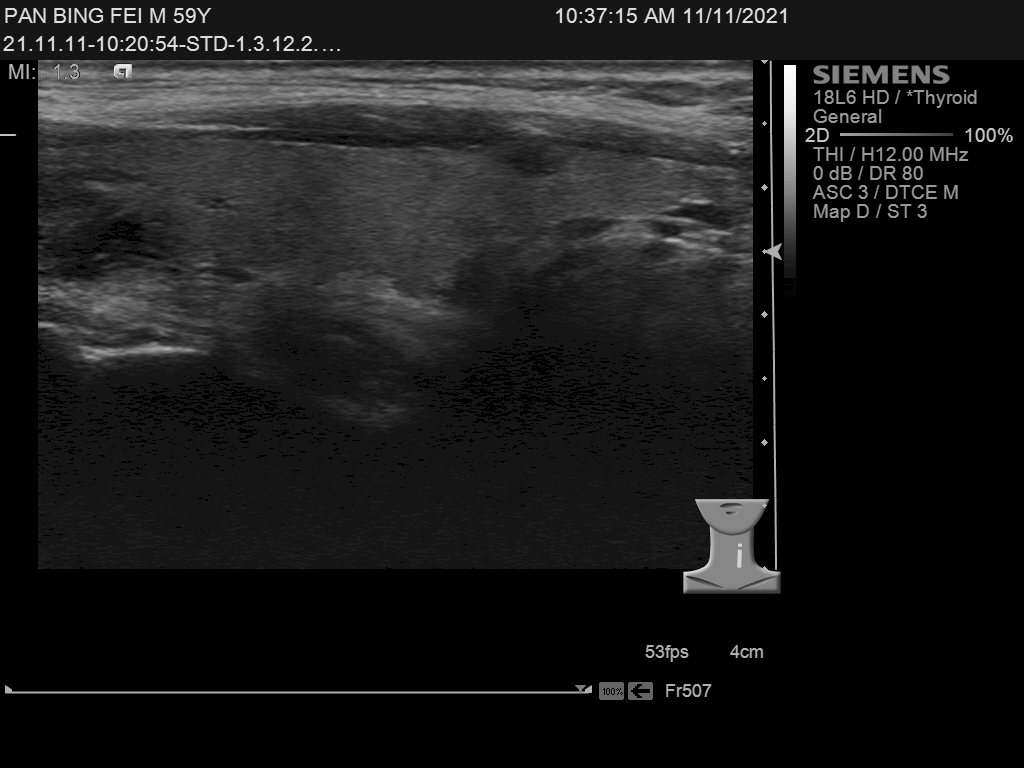 PAN BING FEI M 59Y
10:37:15 AM 11/11/2021
21.11.11-10:20:54-STD-1.3.12.2....
MI: 1.3
SIEMENS
18L6 HD / *Thyroid
General
2D 100%
THI / H12.00 MHz
0 dB / DR 80
ASC 3 / DTCE M
Map D / ST 3
i
53fps 4cm
100% Fr507